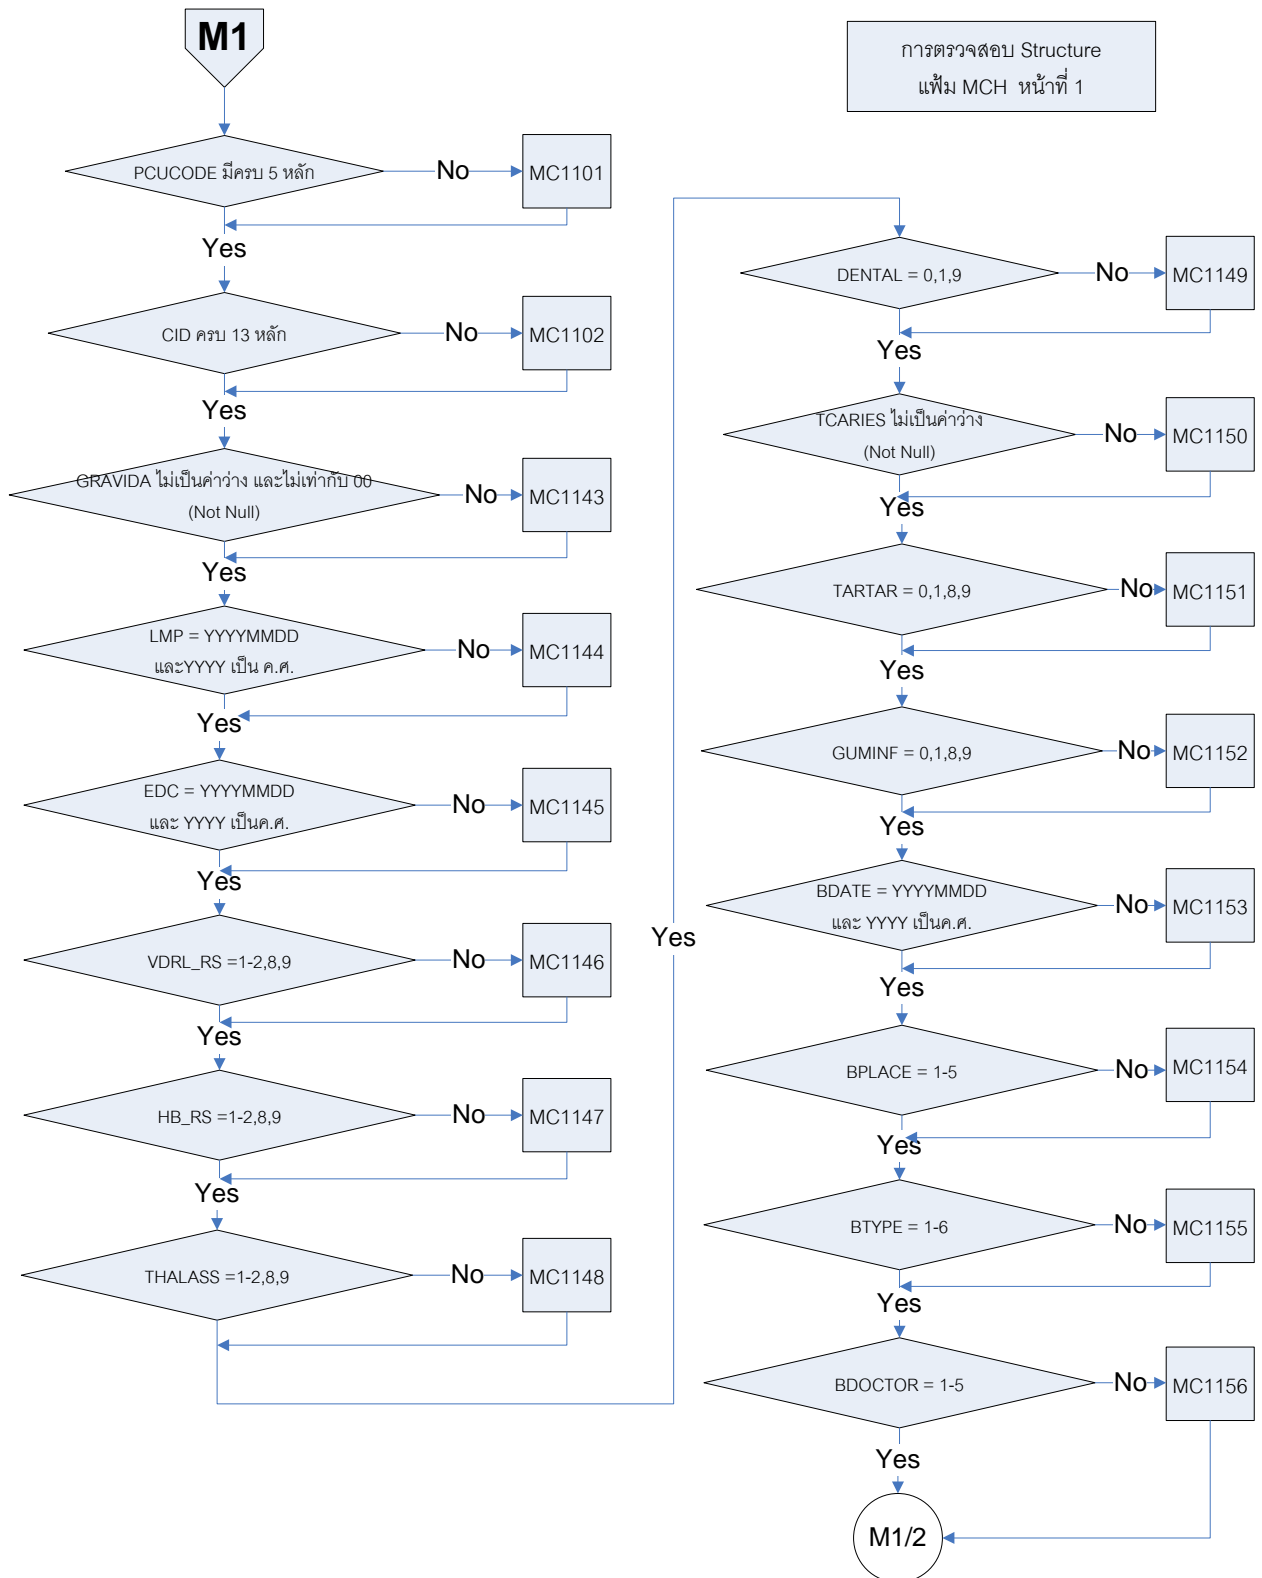 M1
การตรวจสอบ Structure
แฟ้ม MCH หน้าที่ 1
PCUCODE มีครบ 5 หลัก
No
MC1101
Yes
CID ครบ 13 หลัก
No
MC1102
Yes
GRAVIDA ไม่เป็นค่าว่าง และไม่เท่ากับ 00
(Not Null)
No
MC1143
Yes
LMP = YYYYMMDD
และYYYY เป็น ค.ศ.
No
MC1144
Yes
EDC = YYYYMMDD
และ YYYY เป็นค.ศ.
No
MC1145
Yes
VDRL_RS =1-2,8,9
No
MC1146
Yes
HB_RS =1-2,8,9
No
MC1147
Yes
THALASS =1-2,8,9
No
MC1148
Yes
DENTAL = 0,1,9
No
MC1149
Yes
TCARIES ไม่เป็นค่าว่าง
(Not Null)
No
MC1150
Yes
TARTAR = 0,1,8,9
No
MC1151
Yes
GUMINF = 0,1,8,9
No
MC1152
Yes
BDATE = YYYYMMDD
และ YYYY เป็นค.ศ.
No
MC1153
Yes
BPLACE = 1-5
No
MC1154
Yes
BTYPE = 1-6
No
MC1155
Yes
BDOCTOR = 1-5
No
MC1156
Yes
M1/2